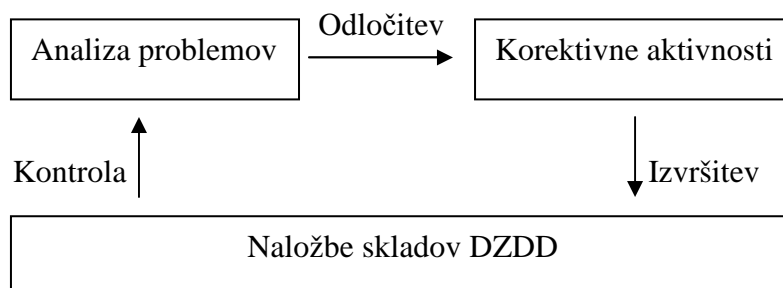 Odločitev
Analiza problemov
Korektivne aktivnosti
Kontrola
Izvršitev
Naložbe skladov DZDD